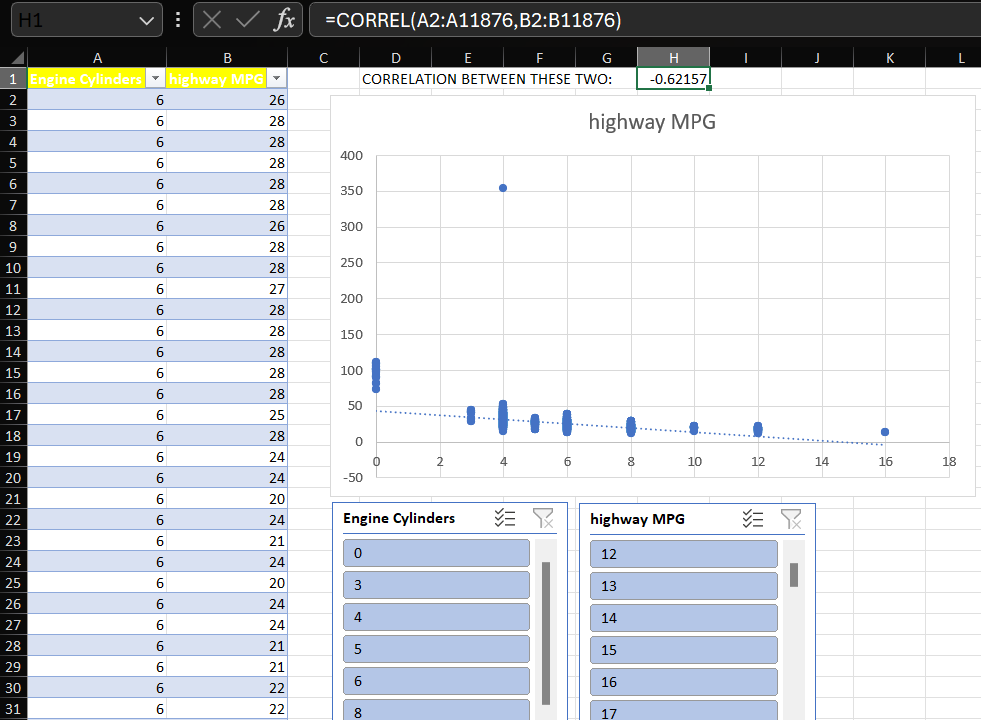 H1 fx =CORREL(A2:A11876,B2:B11876)
A B C D E F G H I J K L
1 Engine Cylinders highway MPG CORRELATION BETWEEN THESE TWO: -0.62157
2 6 26
3 6 28
4 6 28
5 6 28
6 6 28
7 6 28
8 6 26
9 6 28
10 6 28
11 6 27
12 6 28
13 6 28
14 6 28
15 6 28
16 6 28
17 6 25
18 6 28
19 6 24
20 6 24
21 6 20
22 6 24
23 6 21
24 6 24
25 6 20
26 6 24
27 6 24
28 6 21
29 6 21
30 6 22
31 6 22
highway MPG
400
350
300
250
200
150
100
50
0
-50
0 2 4 6 8 10 12 14 16 18
Engine Cylinders
0
3
4
5
6
8
highway MPG
12
13
14
15
16
17